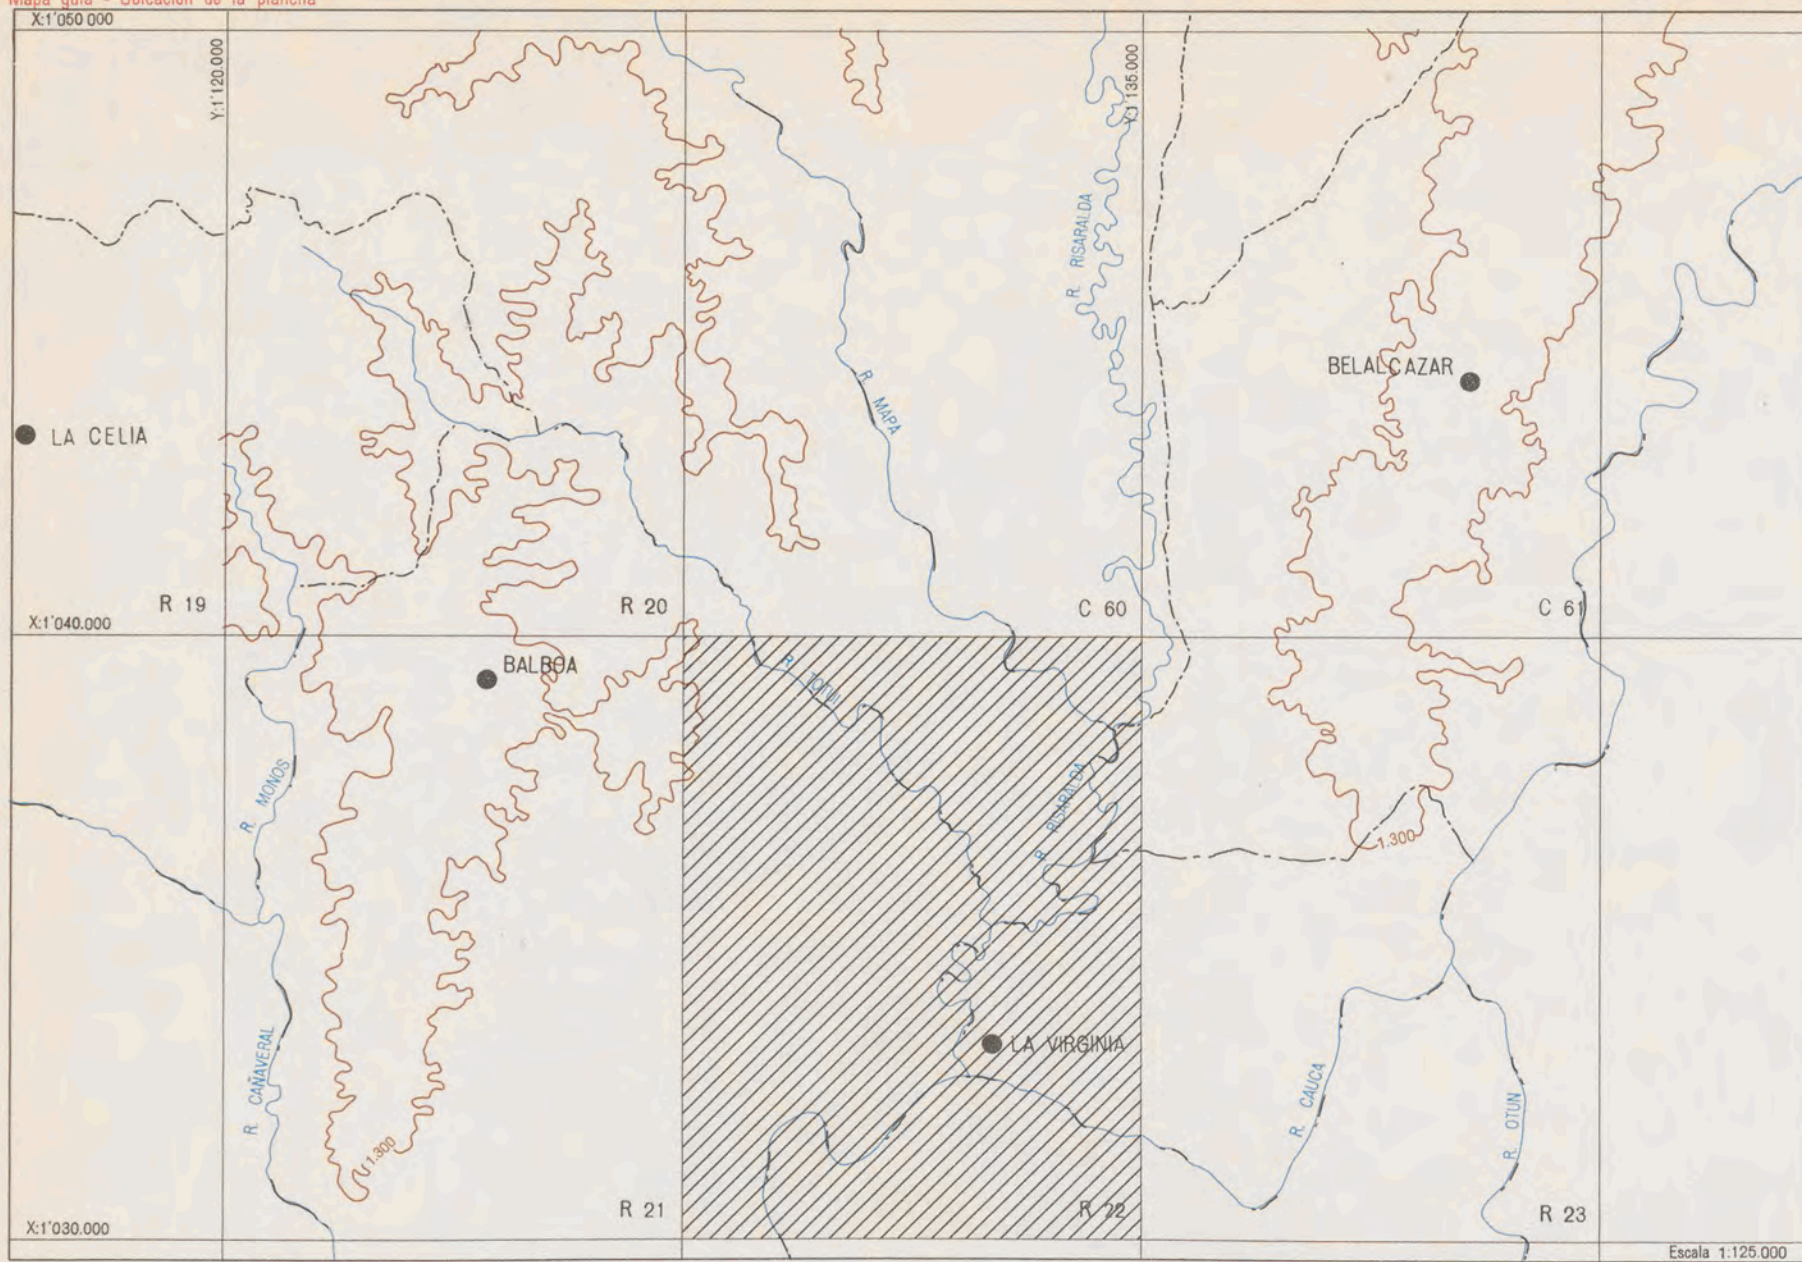 Mapa guía - Ubicación de la plancha
X:1'050 000
Y:1'120.000
Y:1'135.000
R RISARALDA
BELALCAZAR
R MAPA
LA CELIA
R 19
R 20
C 60
C 61
X:1'040.000
BALBOA
R. TOTUI
R. MONOS
R RISARALDA
1.300
R. CAÑAVERAL
LA VIRGINIA
R. CAUCA
R. OTUN
1.300
R 21
R 22
R 23
X:1'030.000
Escala 1:125.000